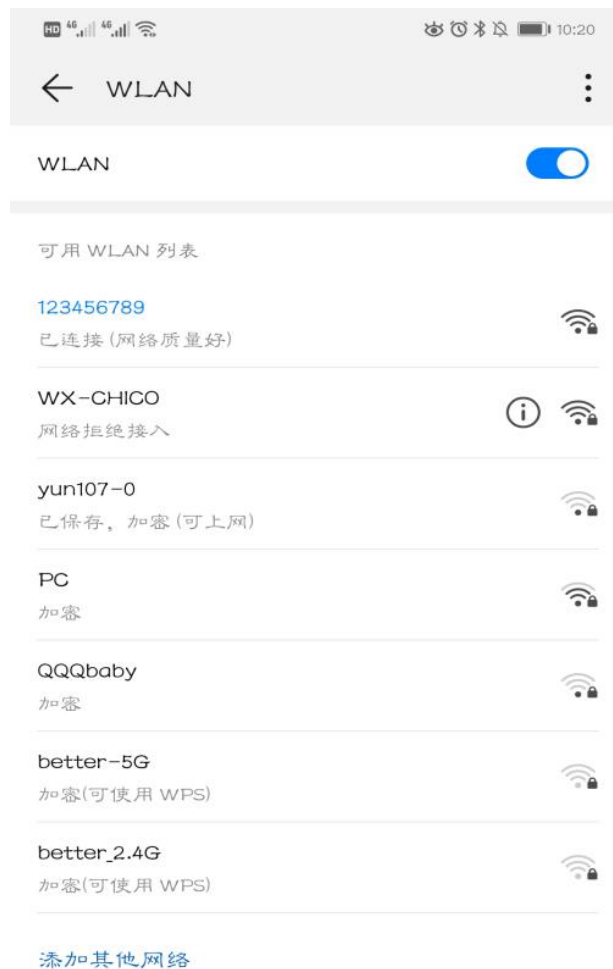 HD 4G 4G 10:20
WLAN
WLAN
可用 WLAN 列表
123456789
已连接 (网络质量好)
WX-CHICO
网络拒绝接入
yun107-0
已保存，加密 (可上网)
PC
加密
QQQbaby
加密
better-5G
加密(可使用 WPS)
better_2.4G
加密(可使用 WPS)
添加其他网络